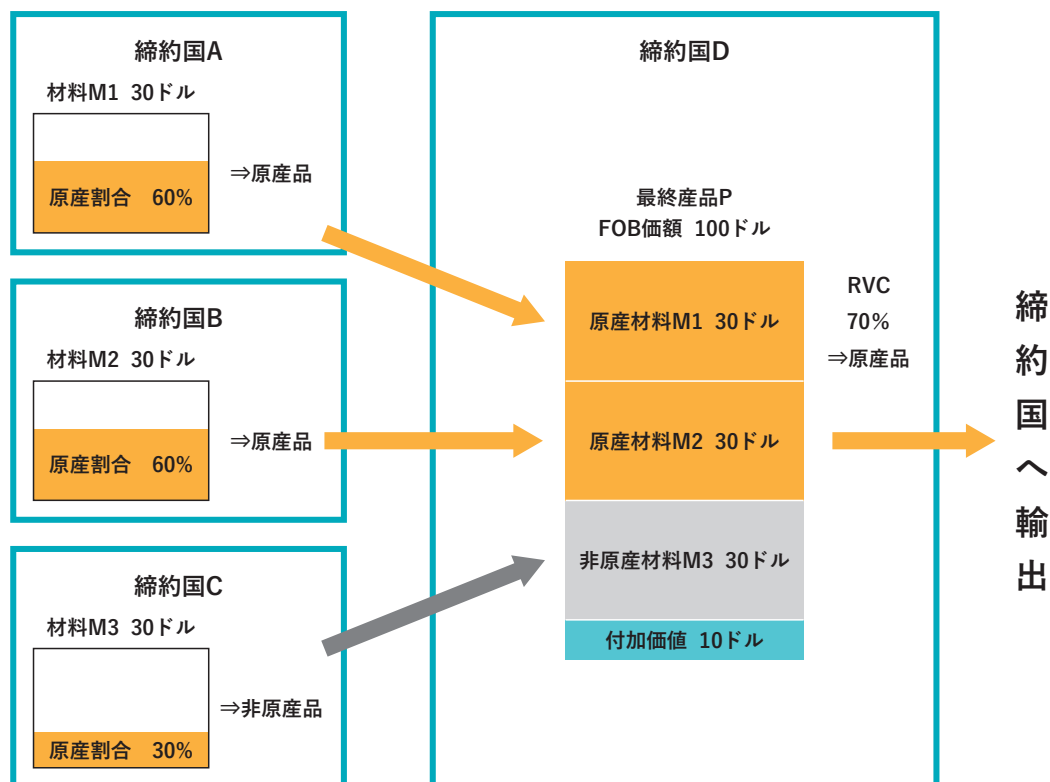 締約国A
材料M1 30ドル
原産割合 60%
⇒原産品
締約国B
材料M2 30ドル
原産割合 60%
⇒原産品
締約国C
材料M3 30ドル
原産割合 30%
⇒非原産品
締約国D
最終産品P
FOB価額 100ドル
原産材料M1 30ドル
原産材料M2 30ドル
非原産材料M3 30ドル
付加価値 10ドル
RVC
70%
⇒原産品
締約国へ輸出